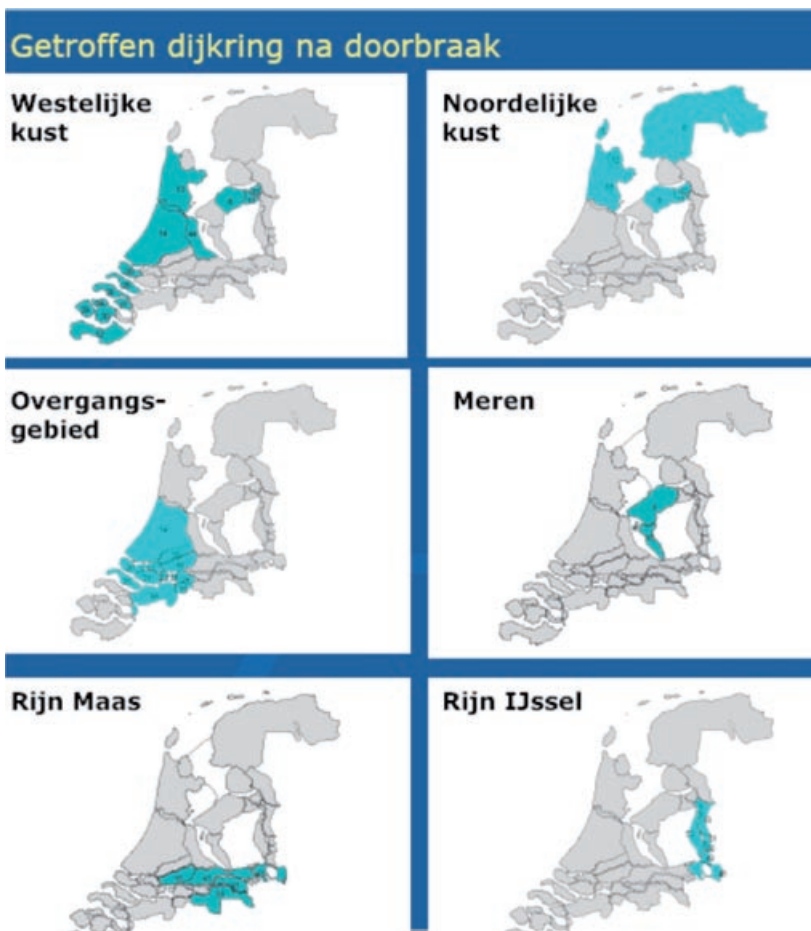 Getroffen dijkring na doorbraak
Westelijke
kust
Noordelijke
kust
Overgangs-
gebied
Meren
Rijn Maas
Rijn IJssel